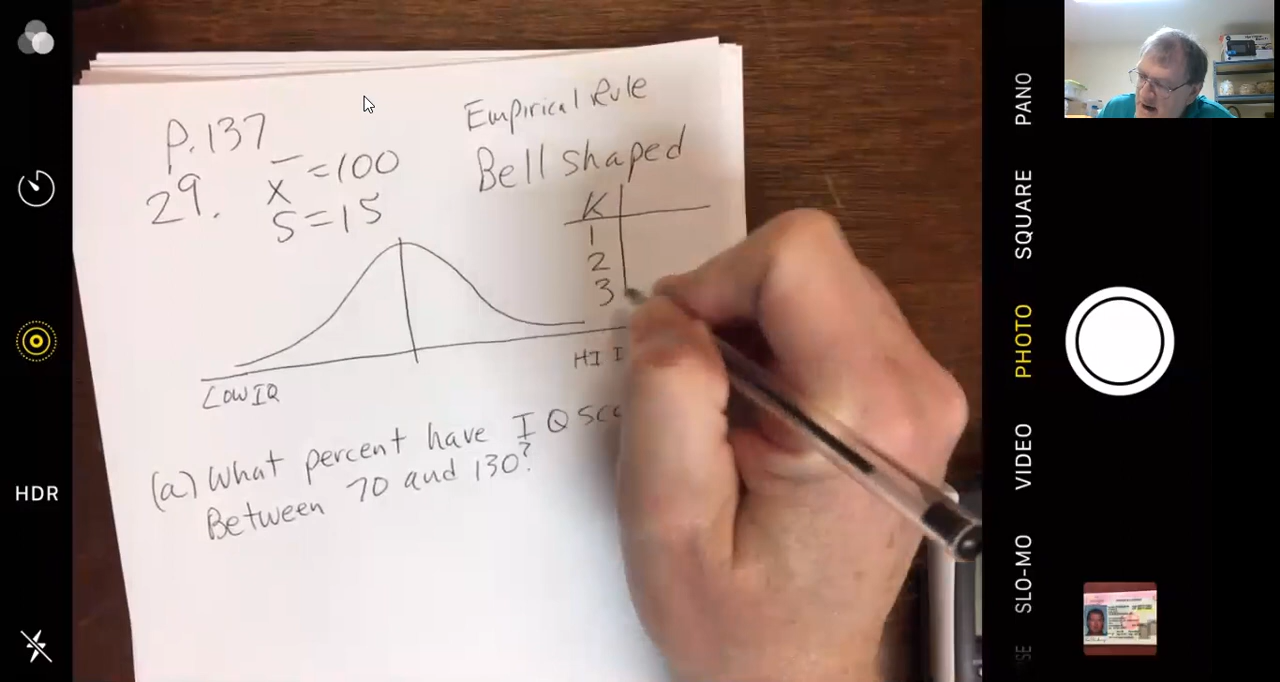 P.137
29.
x̄ =100
S=15
Empirical Rule
Bell shaped
K
1
2
3
LOW IQ
HI I
(a) What percent have IQ
Between 70 and 130?
HDR
PANO
SQUARE
PHOTO
VIDEO
SLO-MO